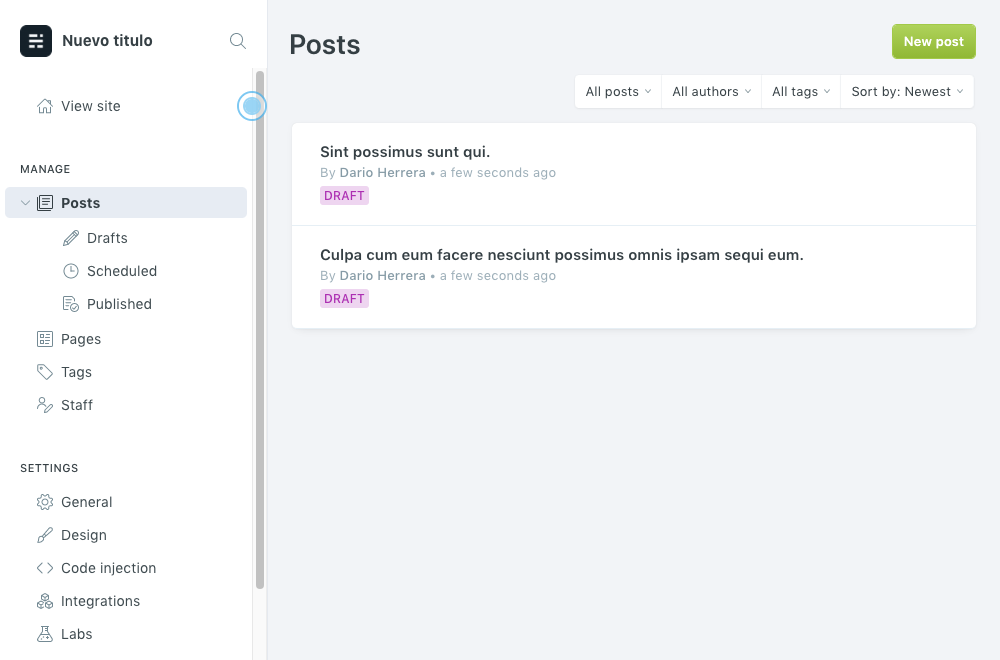 Nuevo titulo
View site
MANAGE
Posts
Drafts
Scheduled
Published
Pages
Tags
Staff
SETTINGS
General
Design
Code injection
Integrations
Labs
Posts
New post
All posts
All authors
All tags
Sort by: Newest
Sint possimus sunt qui.
By Dario Herrera • a few seconds ago
DRAFT
Culpa cum eum facere nesciunt possimus omnis ipsam sequi eum.
By Dario Herrera • a few seconds ago
DRAFT